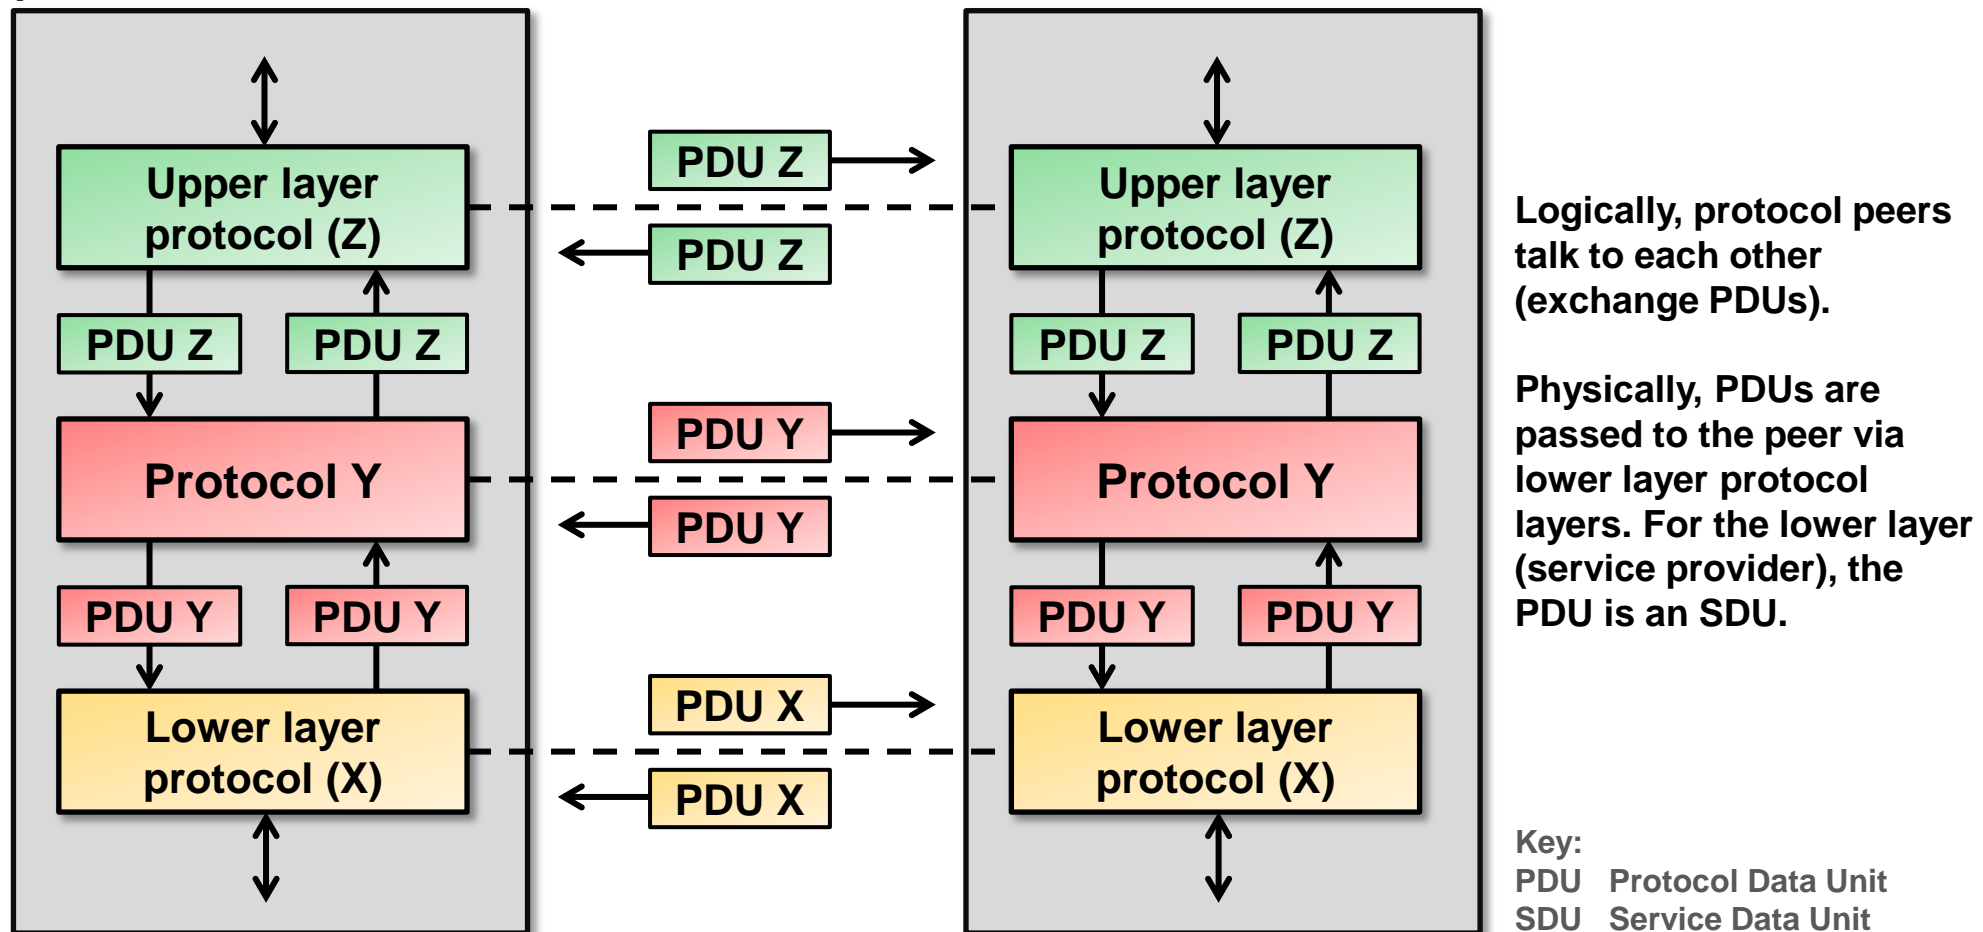 Upper layer
protocol (Z)
PDU Z
PDU Z
Protocol Y
PDU Y
PDU Y
Lower layer
protocol (X)
PDU Z
PDU Z
PDU Y
PDU Y
PDU X
PDU X
Upper layer
protocol (Z)
PDU Z
PDU Z
Protocol Y
PDU Y
PDU Y
Lower layer
protocol (X)
Logically, protocol peers
talk to each other
(exchange PDUs).
Physically, PDUs are
passed to the peer via
lower layer protocol
layers. For the lower layer
(service provider), the
PDU is an SDU.
Key:
PDU Protocol Data Unit
SDU Service Data Unit